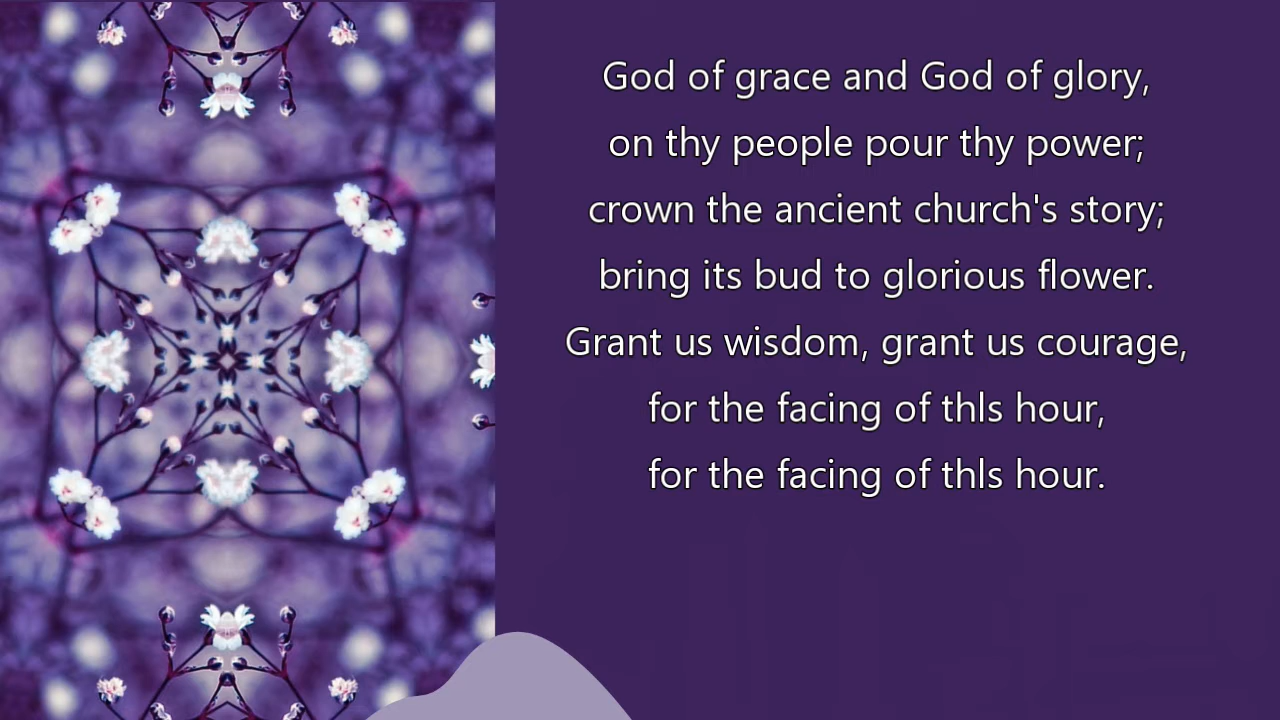 God of grace and God of glory,
on thy people pour thy power;
crown the ancient church's story;
bring its bud to glorious flower.
Grant us wisdom, grant us courage,
for the facing of thls hour,
for the facing of thls hour.